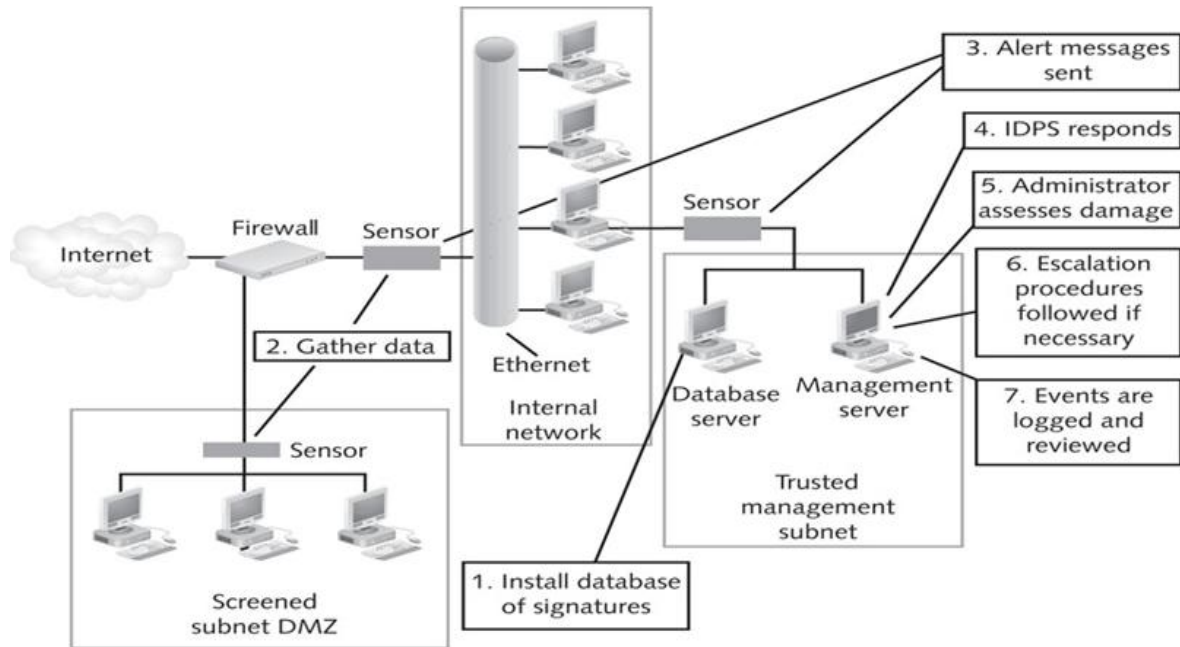 3. Alert messages
sent
4. IDPS responds
5. Administrator
assesses damage
6. Escalation
procedures
followed if
necessary
7. Events are
logged and
reviewed
Internet
Firewall
Sensor
Sensor
2. Gather data
Ethernet
Internal
network
Database
server
Management
server
Trusted
management
subnet
Sensor
Screened
subnet DMZ
1. Install database
of signatures